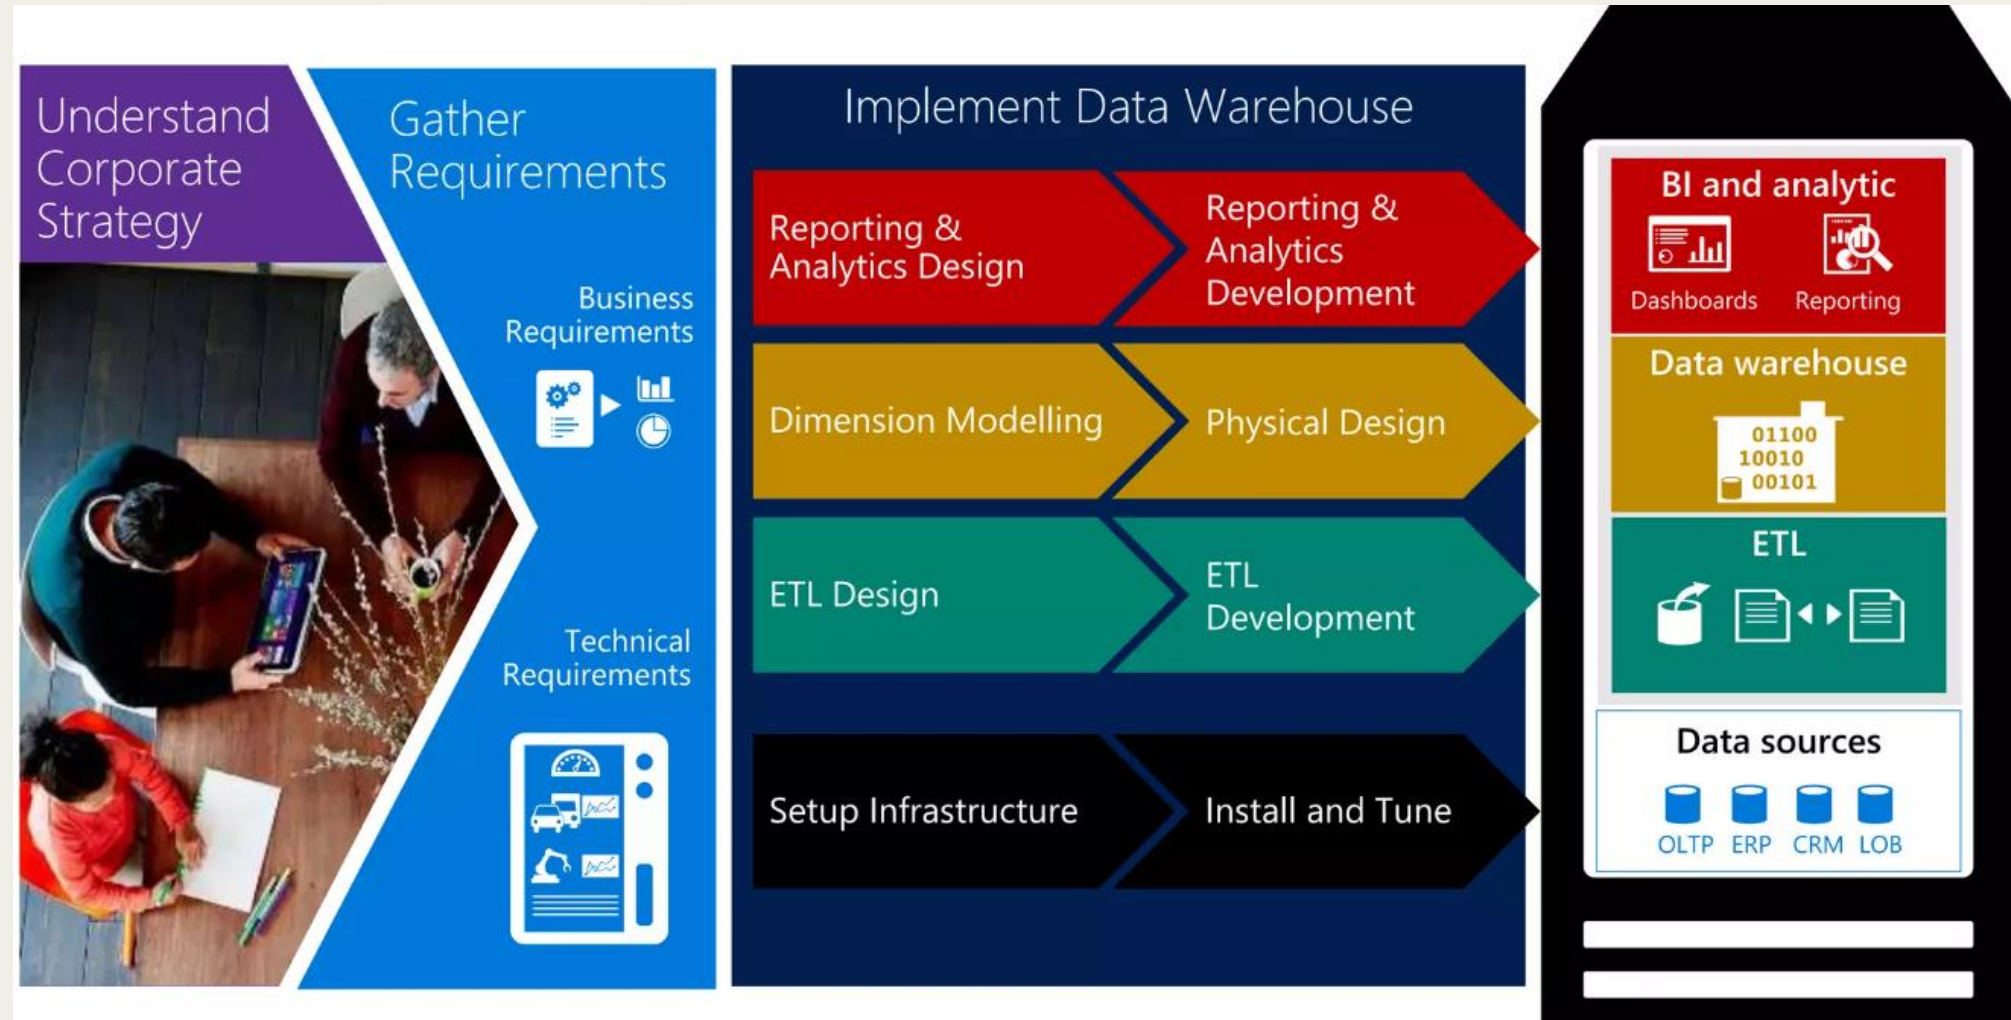 Understand
Corporate
Strategy
Gather
Requirements
Business
Requirements
Technical
Requirements
Implement Data Warehouse
Reporting &
Analytics Design
Reporting &
Analytics
Development
Dimension Modelling
Physical Design
ETL Design
ETL
Development
Setup Infrastructure
Install and Tune
BI and analytic
Dashboards
Reporting
Data warehouse
01100
10010
00101
ETL
Data sources
OLTP
ERP
CRM
LOB